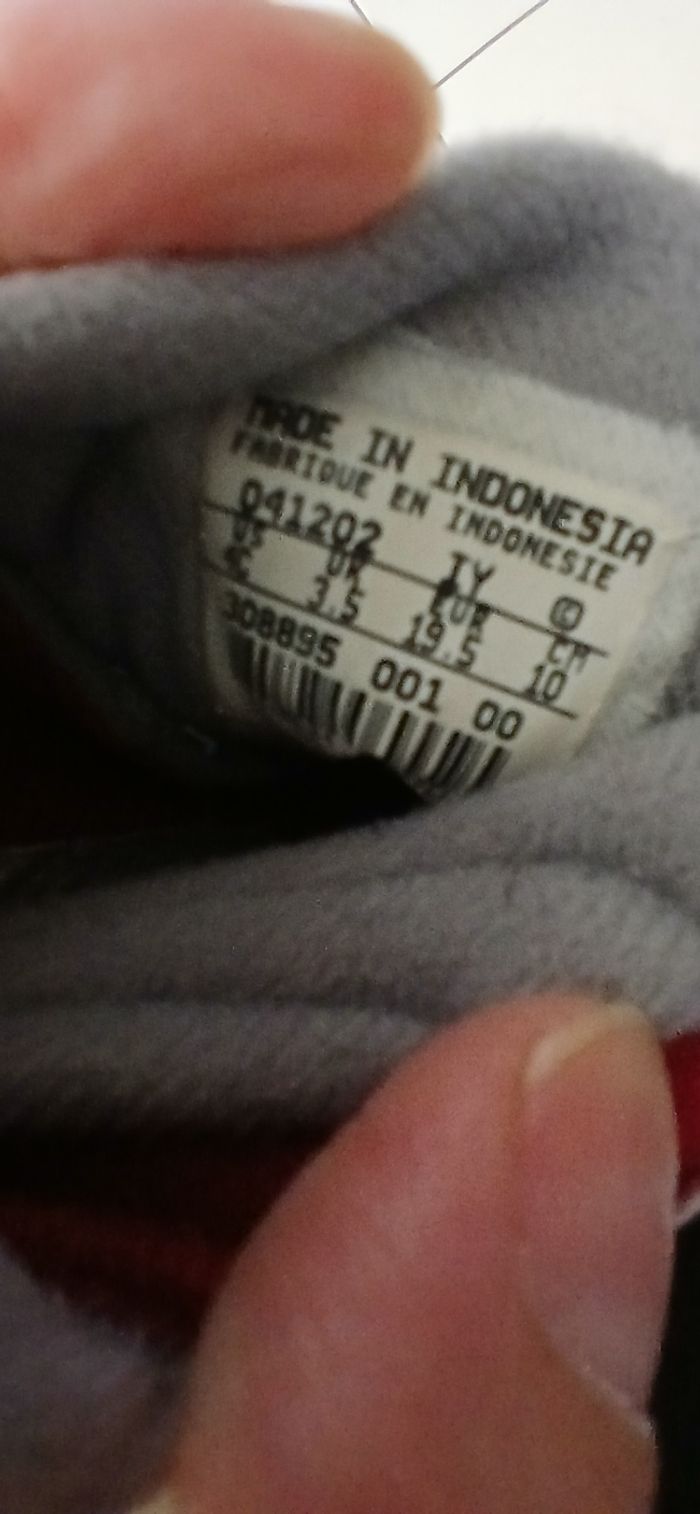 MADE IN INDONESIA
FABRIQUE EN INDONESIE
041202 IY ©
US UK EUR CM
4C 3.5 19.5 10
308895 001 00